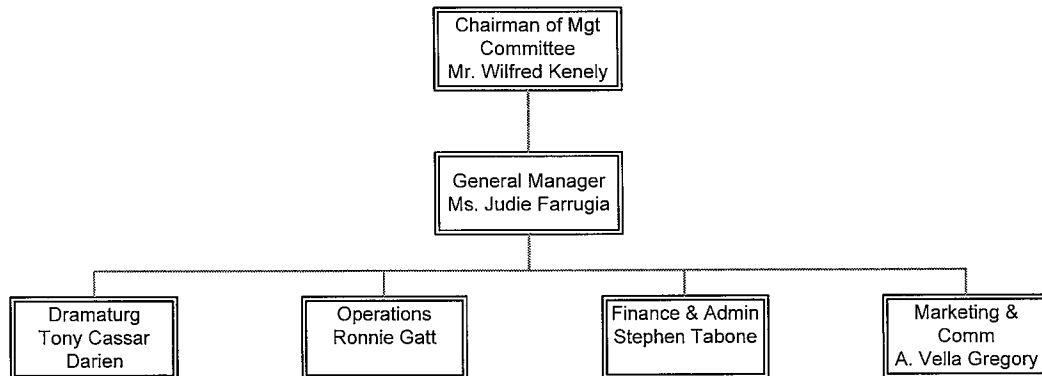 Chairman of Mgt
Committee
Mr. Wilfred Kenely
General Manager
Ms. Judie Farrugia
Dramaturg
Tony Cassar
Darien
Operations
Ronnie Gatt
Finance & Admin
Stephen Tabone
Marketing &
Comm
A. Vella Gregory